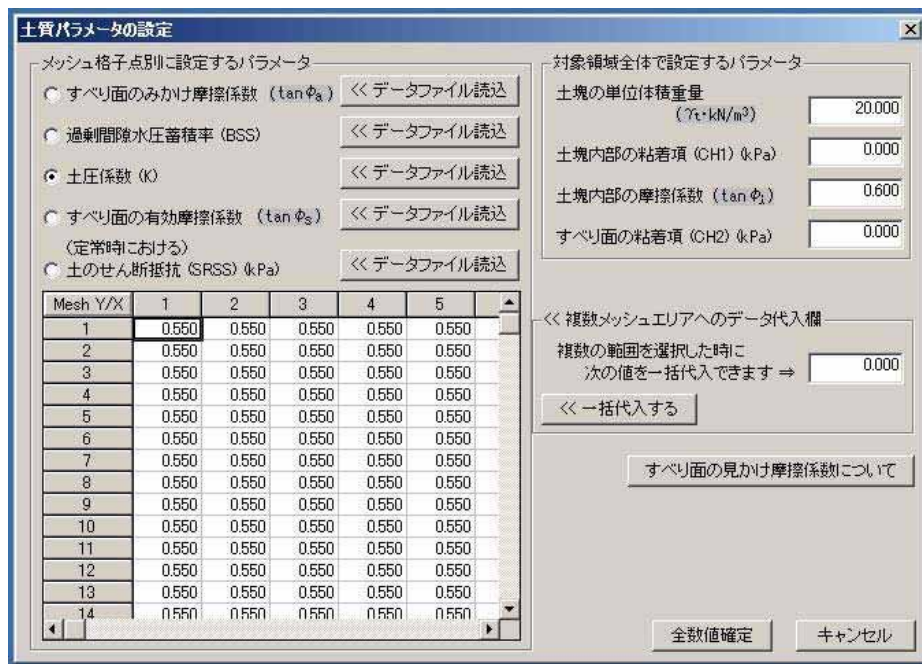 土質パラメータの設定
メッシュ格子点別に設定するパラメータ
すべり面のみかけ摩擦係数 (tanφa) << データファイル読込
過剰間隙水圧蓄積率 (BSS) << データファイル読込
土圧係数 (K) << データファイル読込
すべり面の有効摩擦係数 (tanφs) << データファイル読込
(定常時における)
土のせん断抵抗 (SRSS) (kPa) << データファイル読込
Mesh Y/X 1 2 3 4 5
1 0.550 0.550 0.550 0.550 0.550
2 0.550 0.550 0.550 0.550 0.550
3 0.550 0.550 0.550 0.550 0.550
4 0.550 0.550 0.550 0.550 0.550
5 0.550 0.550 0.550 0.550 0.550
6 0.550 0.550 0.550 0.550 0.550
7 0.550 0.550 0.550 0.550 0.550
8 0.550 0.550 0.550 0.550 0.550
9 0.550 0.550 0.550 0.550 0.550
10 0.550 0.550 0.550 0.550 0.550
11 0.550 0.550 0.550 0.550 0.550
12 0.550 0.550 0.550 0.550 0.550
13 0.550 0.550 0.550 0.550 0.550
14 0.550 0.550 0.550 0.550 0.550
対象領域全体で設定するパラメータ
土塊の単位体積重量
(γt・kN/m³) 20.000
土塊内部の粘着項 (CH1) (kPa) 0.000
土塊内部の摩擦係数 (tanφi) 0.600
すべり面の粘着項 (CH2) (kPa) 0.000
<< 複数メッシュエリアへのデータ代入欄
複数の範囲を選択した時に
次の値を一括代入できます ⇒ 0.000
<< 一括代入する
すべり面の見かけ摩擦係数について
全数値確定 キャンセル